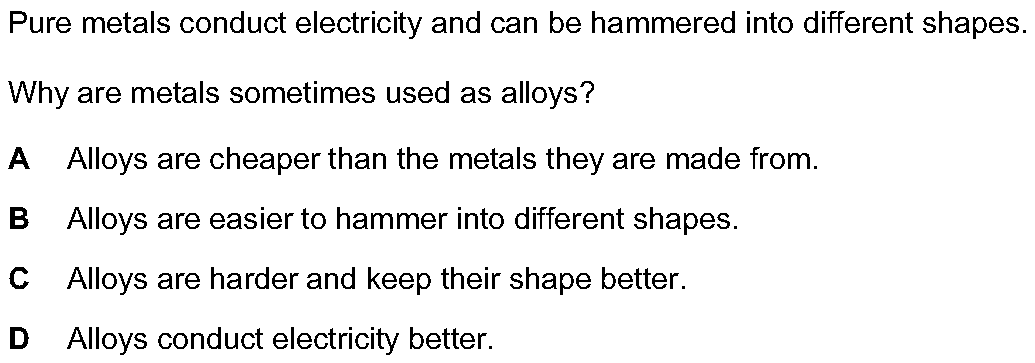 Pure metals conduct electricity and can be hammered into different shapes.
Why are metals sometimes used as alloys?
A Alloys are cheaper than the metals they are made from.
B Alloys are easier to hammer into different shapes.
C Alloys are harder and keep their shape better.
D Alloys conduct electricity better.